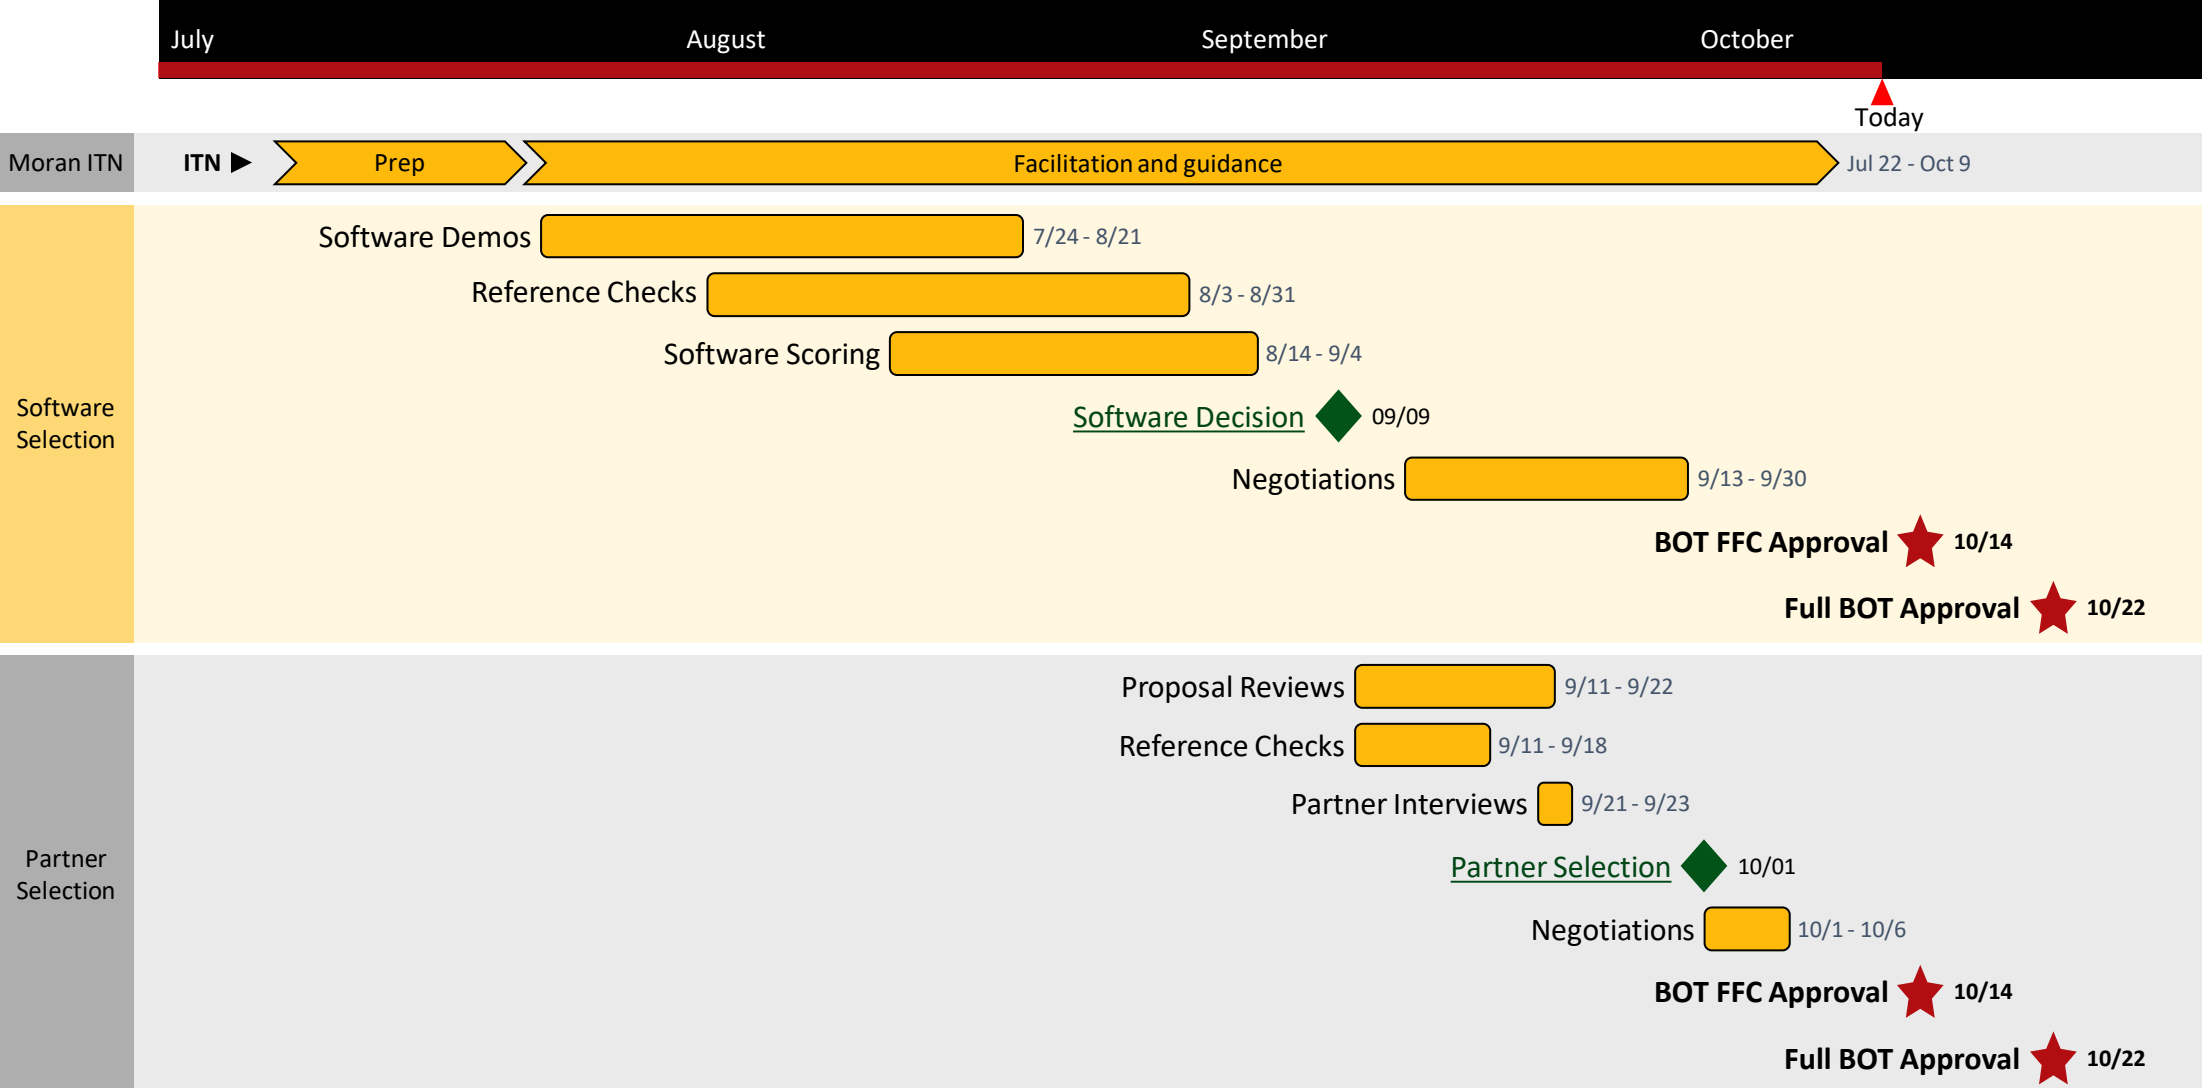 July August September October
Today
Moran ITN ITN Prep Facilitation and guidance Jul 22 - Oct 9
Software Demos 7/24 - 8/21
Reference Checks 8/3 - 8/31
Software Scoring 8/14 - 9/4
Software
Selection
Software Decision 09/09
Negotiations 9/13 - 9/30
BOT FFC Approval 10/14
Full BOT Approval 10/22
Proposal Reviews 9/11 - 9/22
Reference Checks 9/11 - 9/18
Partner Interviews 9/21 - 9/23
Partner
Selection
Partner Selection 10/01
Negotiations 10/1 - 10/6
BOT FFC Approval 10/14
Full BOT Approval 10/22